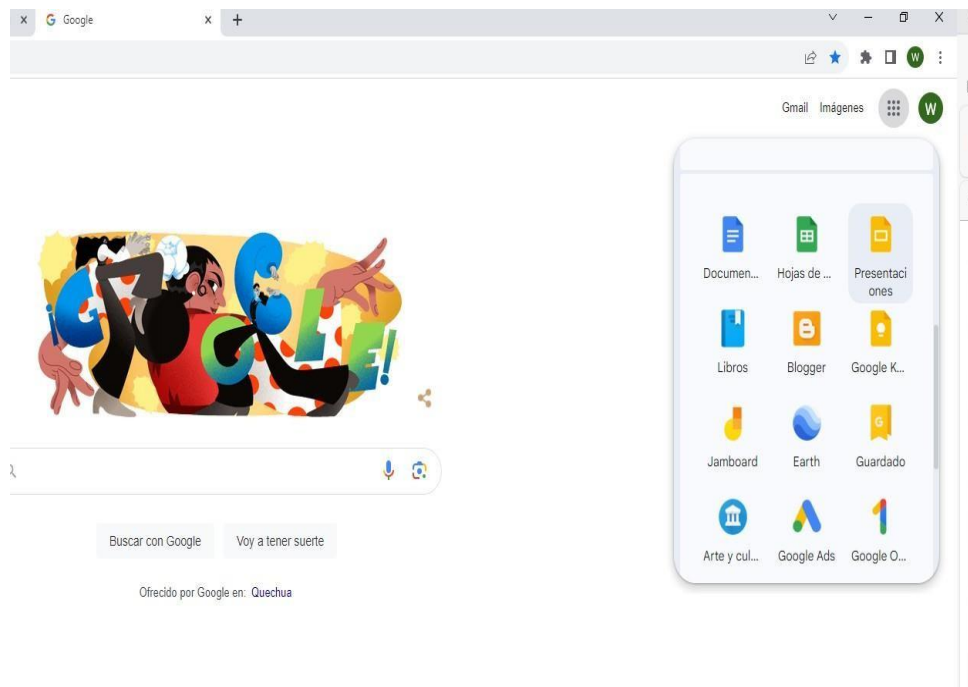 Google
W
Gmail Imágenes
W
¡GOOGLE!
Documen... Hojas de ... Presentaci
ones
Libros Blogger Google K...
Jamboard Earth Guardado
Arte y cul... Google Ads Google O...
Buscar con Google Voy a tener suerte
Ofrecido por Google en: Quechua